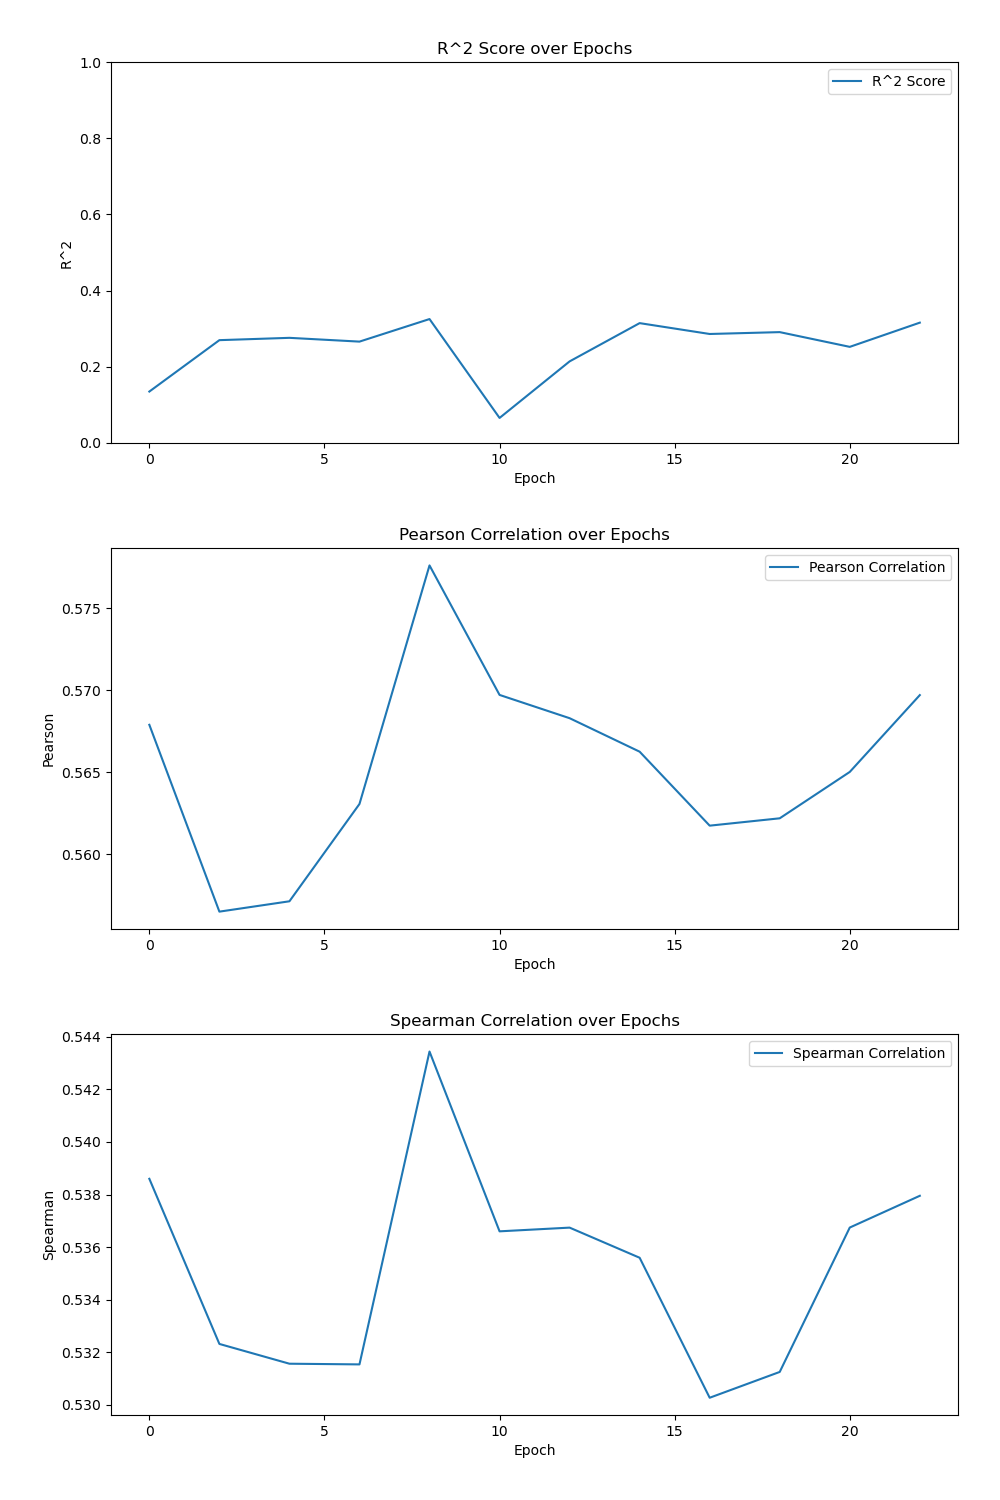 R^2 Score over Epochs
R^2 Score
1.0
0.8
0.6
0.4
0.2
0.0
R^2
0 5 10 15 20
Epoch
Pearson Correlation over Epochs
Pearson Correlation
0.575
0.570
0.565
0.560
Pearson
0 5 10 15 20
Epoch
Spearman Correlation over Epochs
Spearman Correlation
0.544
0.542
0.540
0.538
0.536
0.534
0.532
0.530
Spearman
0 5 10 15 20
Epoch